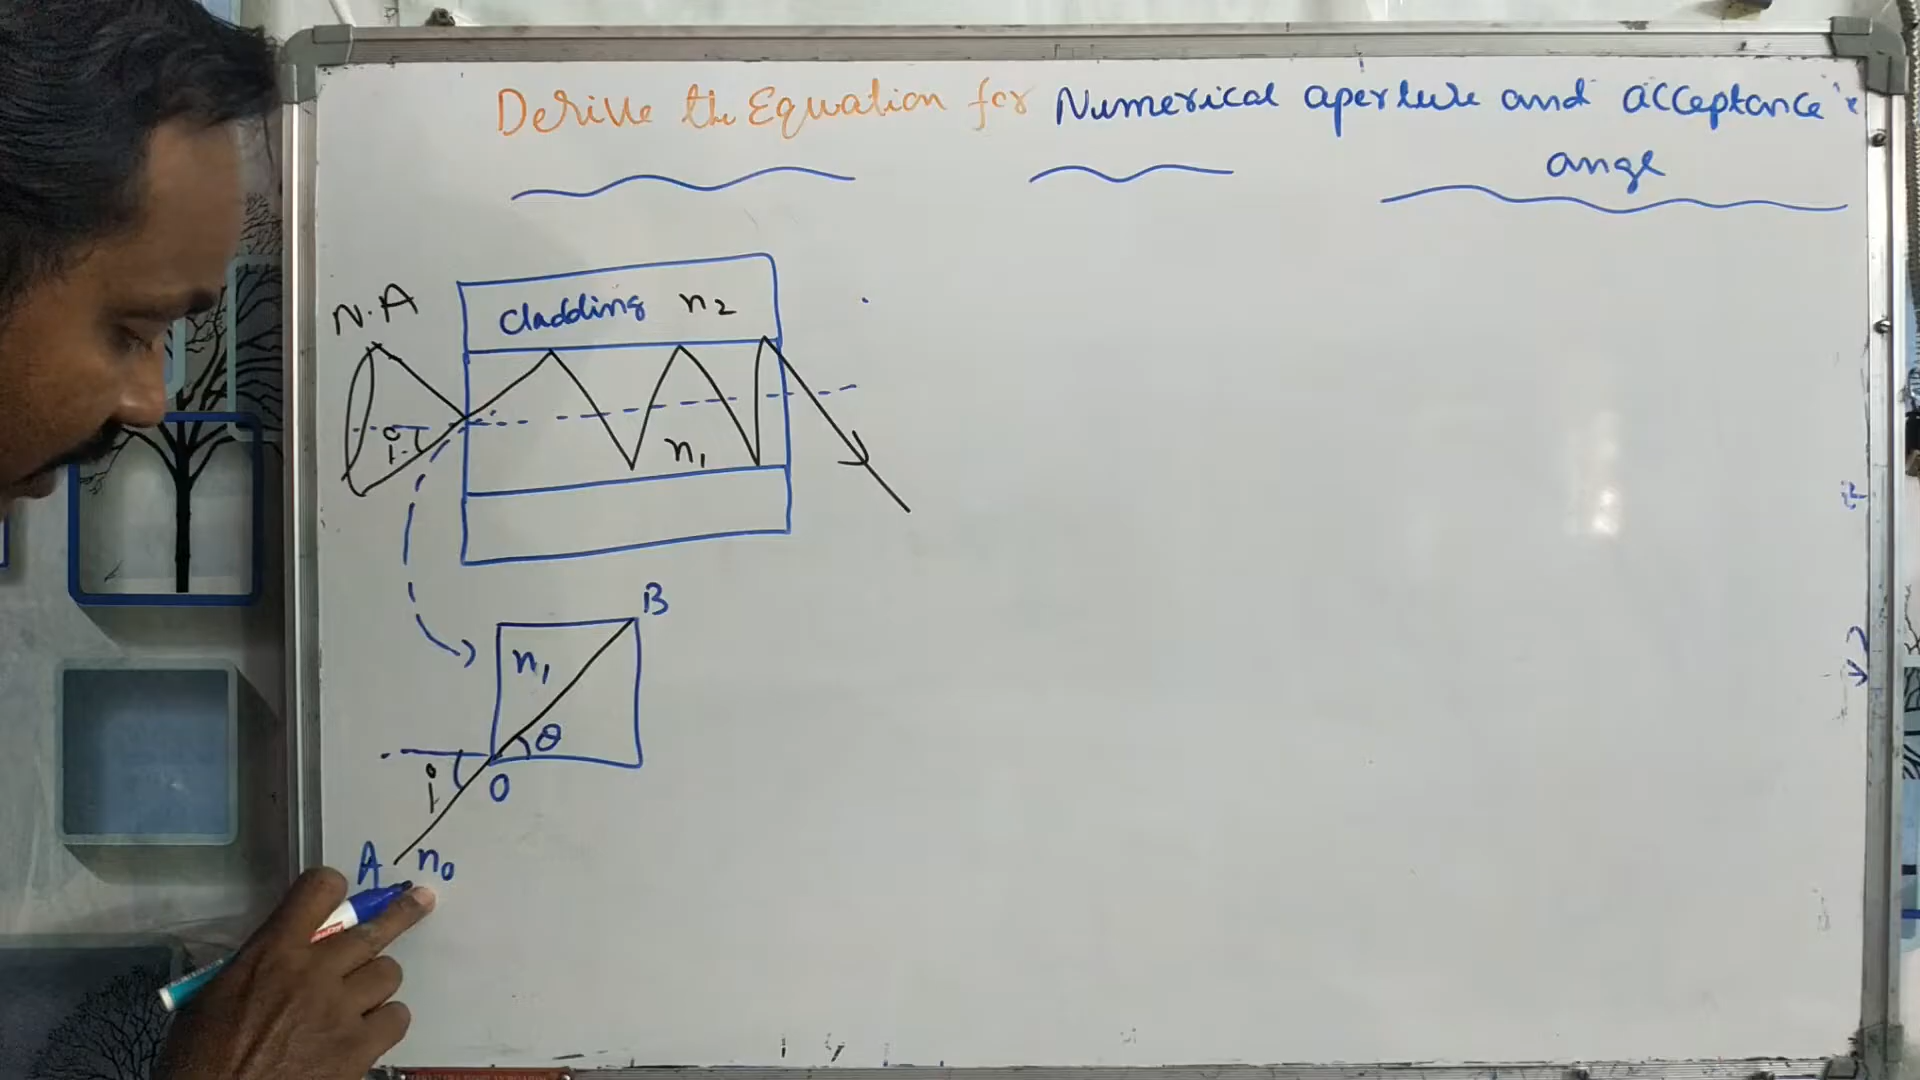 Derive the Equation for Numerical aperture and acceptance
angle
N.A
cladding n2
i
n1
B
n1
θ
i
O
A n0